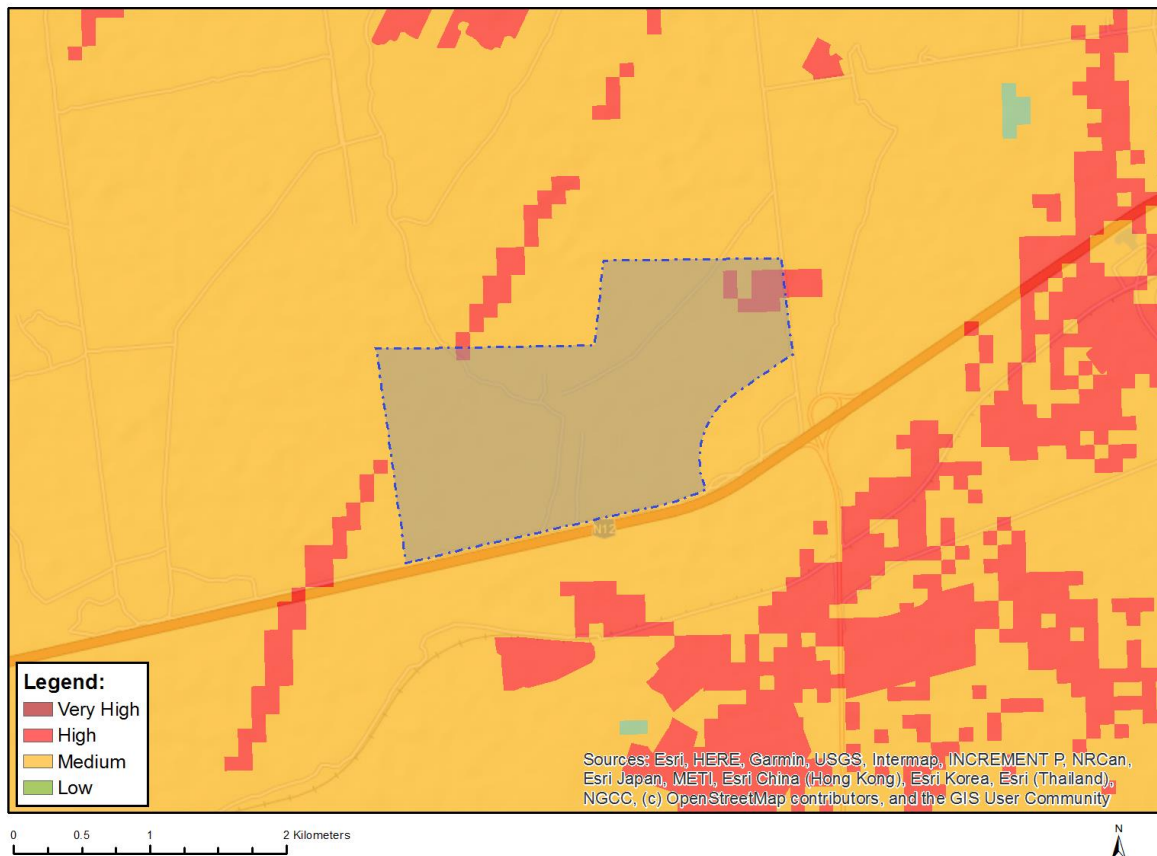 N12
Legend:
Very High
High
Medium
Low
Sources: Esri, HERE, Garmin, USGS, Intermap, INCREMENT P, NRCan,
Esri Japan, METI, Esri China (Hong Kong), Esri Korea, Esri (Thailand),
NGCC, (c) OpenStreetMap contributors, and the GIS User Community
0 0.5 1 2 Kilometers
N